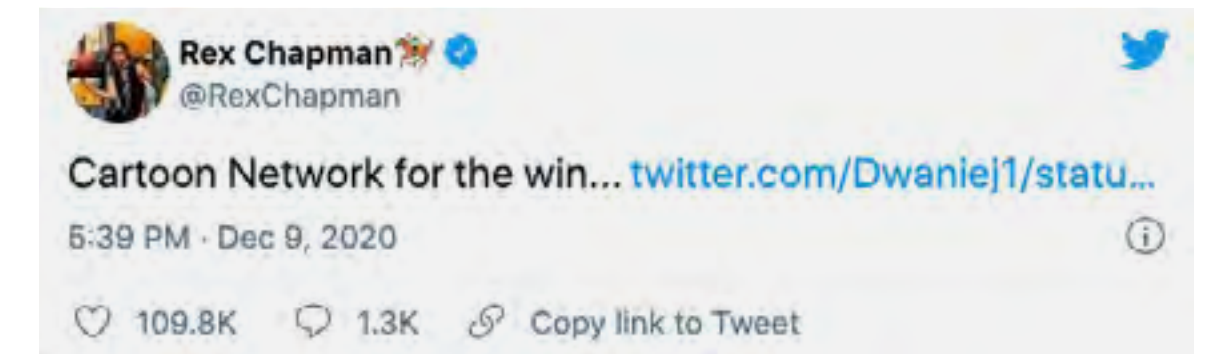 Rex Chapman
@RexChapman
Cartoon Network for the win... twitter.com/Dwaniej1/statu...
5:39 PM · Dec 9, 2020
109.8K 1.3K Copy link to Tweet